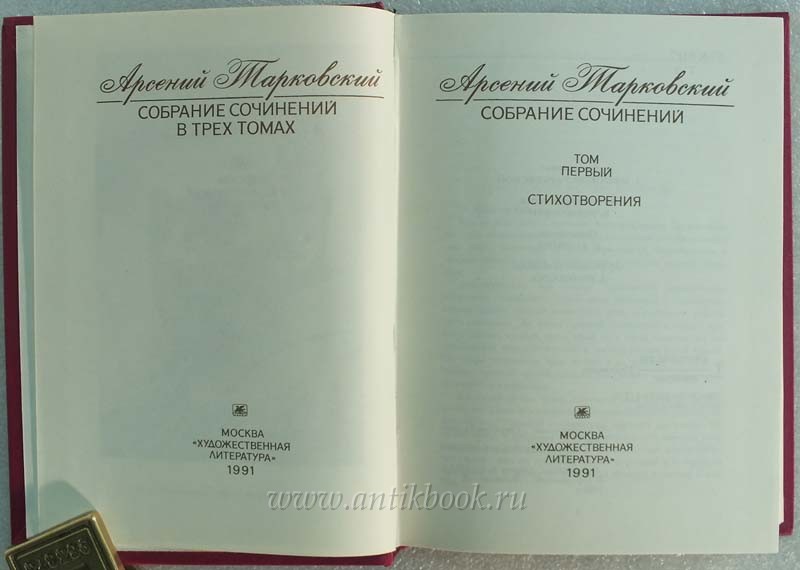 Арсений Тарковский
СОБРАНИЕ СОЧИНЕНИЙ
В ТРЕХ ТОМАХ
МОСКВА
«ХУДОЖЕСТВЕННАЯ
ЛИТЕРАТУРА»
1991
Арсений Тарковский
СОБРАНИЕ СОЧИНЕНИЙ
ТОМ
ПЕРВЫЙ
СТИХОТВОРЕНИЯ
МОСКВА
«ХУДОЖЕСТВЕННАЯ
ЛИТЕРАТУРА»
1991
www.antikbook.ru